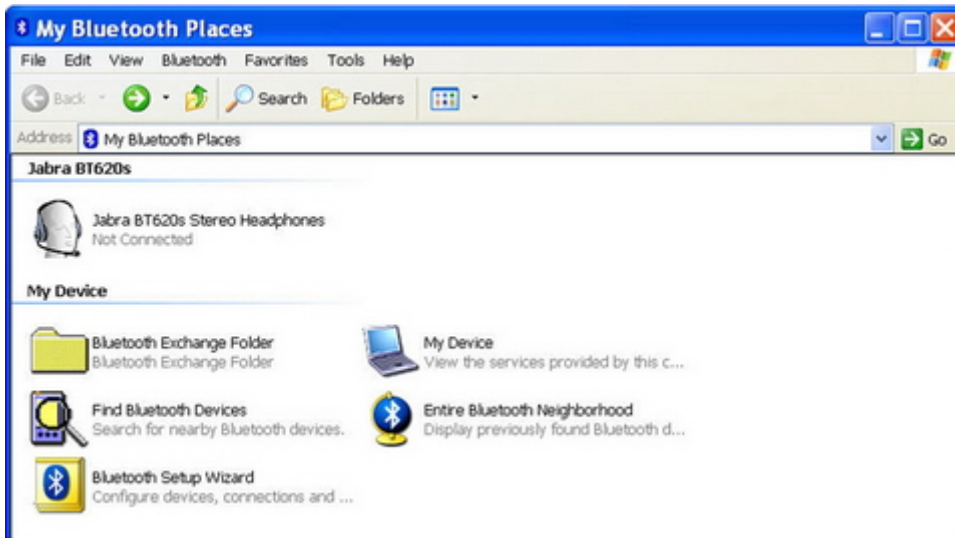 My Bluetooth Places
File Edit View Bluetooth Favorites Tools Help
Back Search Folders
Address My Bluetooth Places Go
Jabra BT620s
Jabra BT620s Stereo Headphones
Not Connected
My Device
Bluetooth Exchange Folder My Device
Bluetooth Exchange Folder View the services provided by this c...
Find Bluetooth Devices Entire Bluetooth Neighborhood
Search for nearby Bluetooth devices. Display previously found Bluetooth d...
Bluetooth Setup Wizard
Configure devices, connections and ...